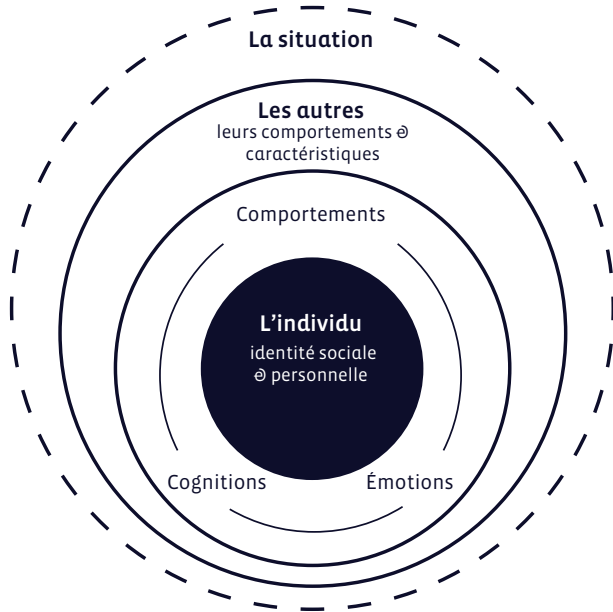 La situation
Les autres
leurs comportements &
caractéristiques
Comportements
L'individu
identité sociale
& personnelle
Cognitions
Émotions